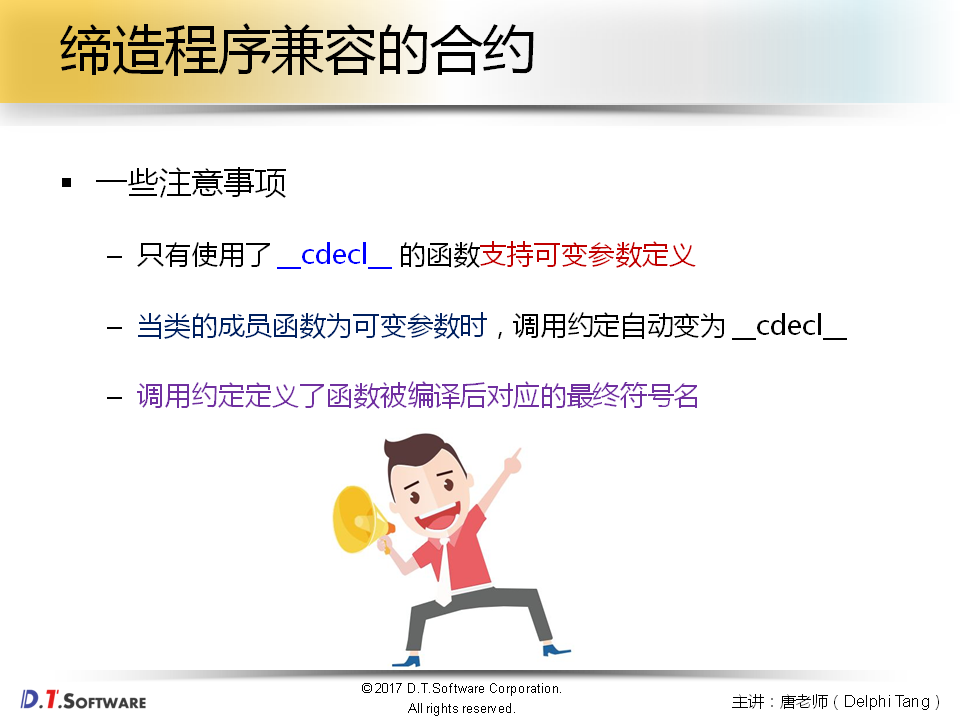 缔造程序兼容的合约
▪ 一些注意事项
– 只有使用了 __cdecl__ 的函数支持可变参数定义
– 当类的成员函数为可变参数时，调用约定自动变为 __cdecl__
– 调用约定定义了函数被编译后对应的最终符号名
D.T.SOFTWARE
©2017 D.T.Software Corporation.
All rights reserved.
主讲：唐老师（Delphi Tang）